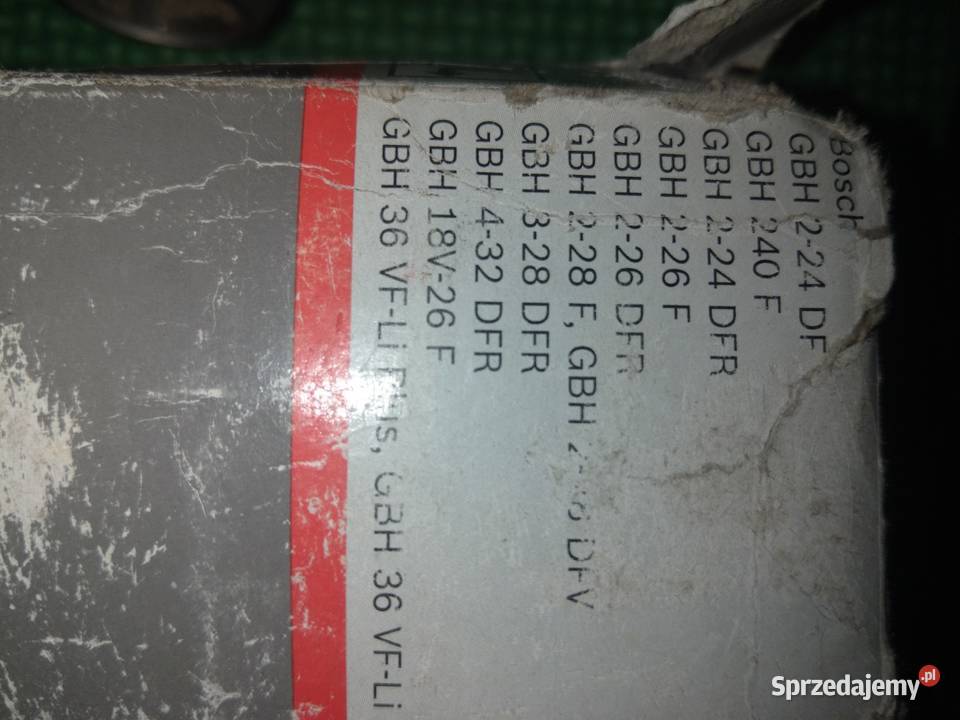 Bosch
GBH 2-24 DF
GBH 240 F
GBH 2-24 DFR
GBH 2-26 F
GBH 2-26 DFR
GBH 2-28 F, GBH DFV
GBH 3-28 DFR
GBH 4-32 DFR
GBH 18V-26 F
GBH 36 VF-Li Plus, GBH 36 VF-Li
Sprzedajemy.pl